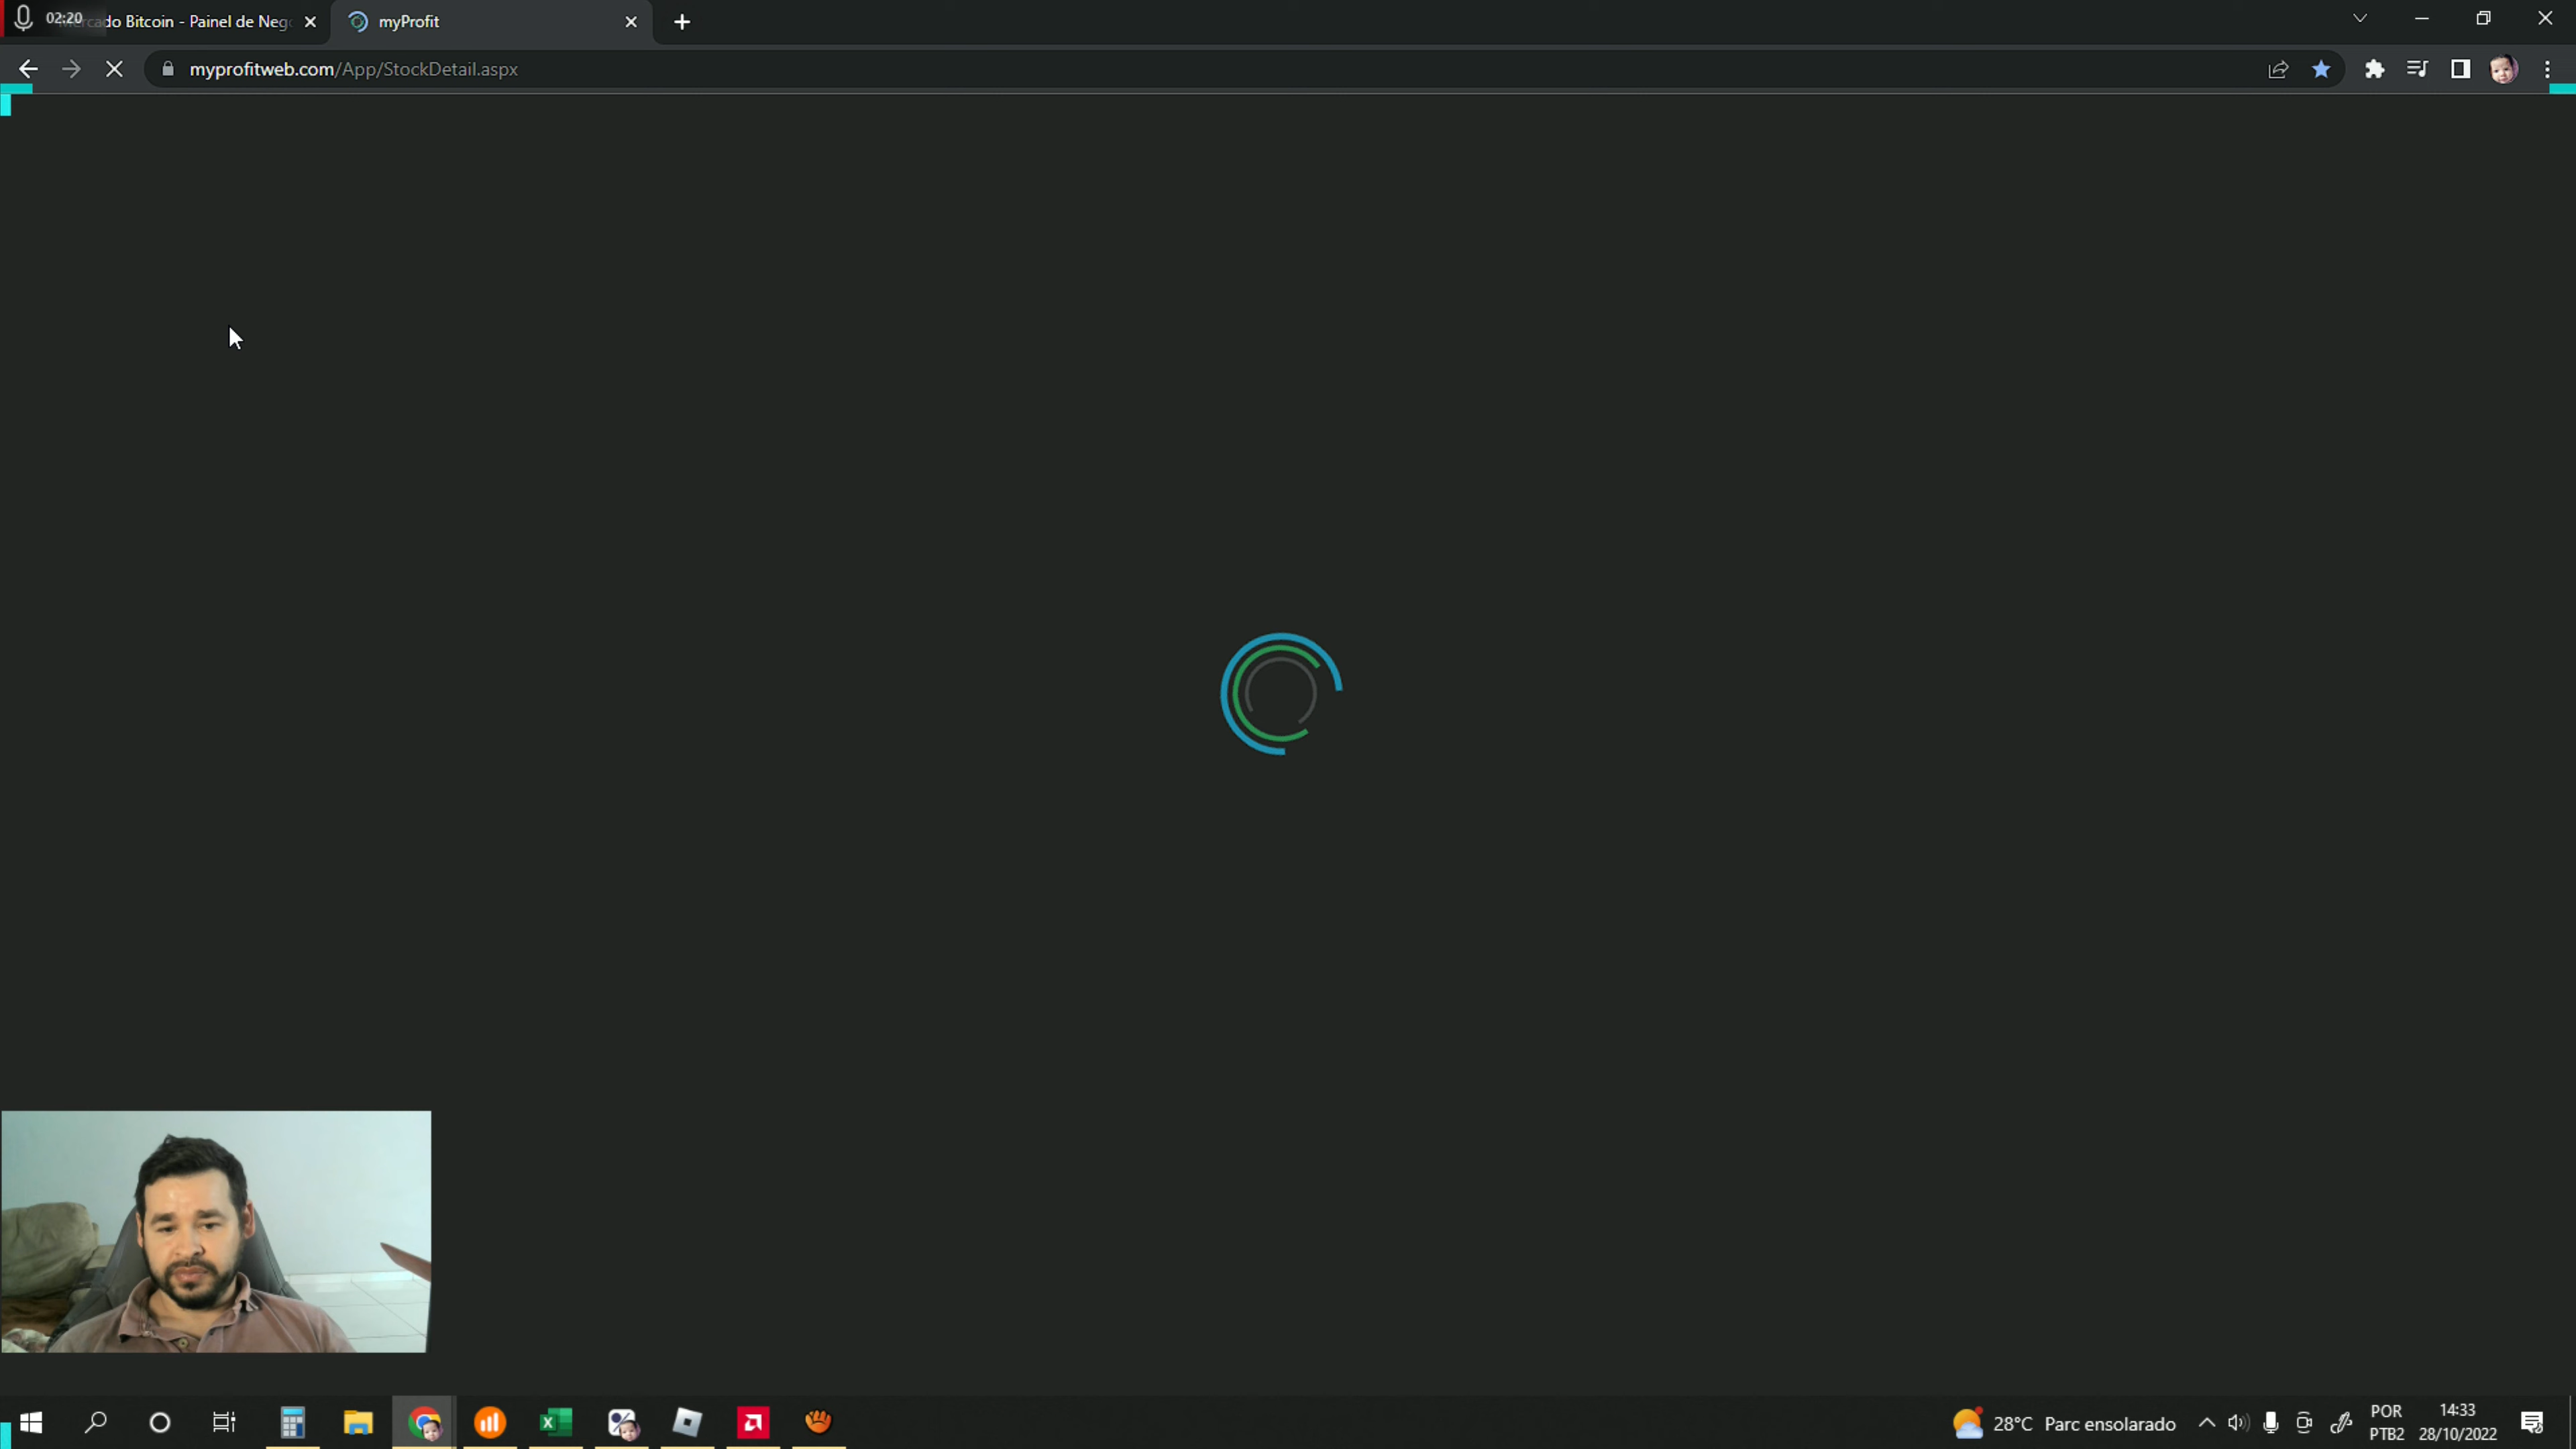 02:20
Mercado Bitcoin - Painel de Neg
myProfit
myprofitweb.com/App/StockDetail.aspx
28°C Parc ensolarado
POR
PTB2
14:33
28/10/2022